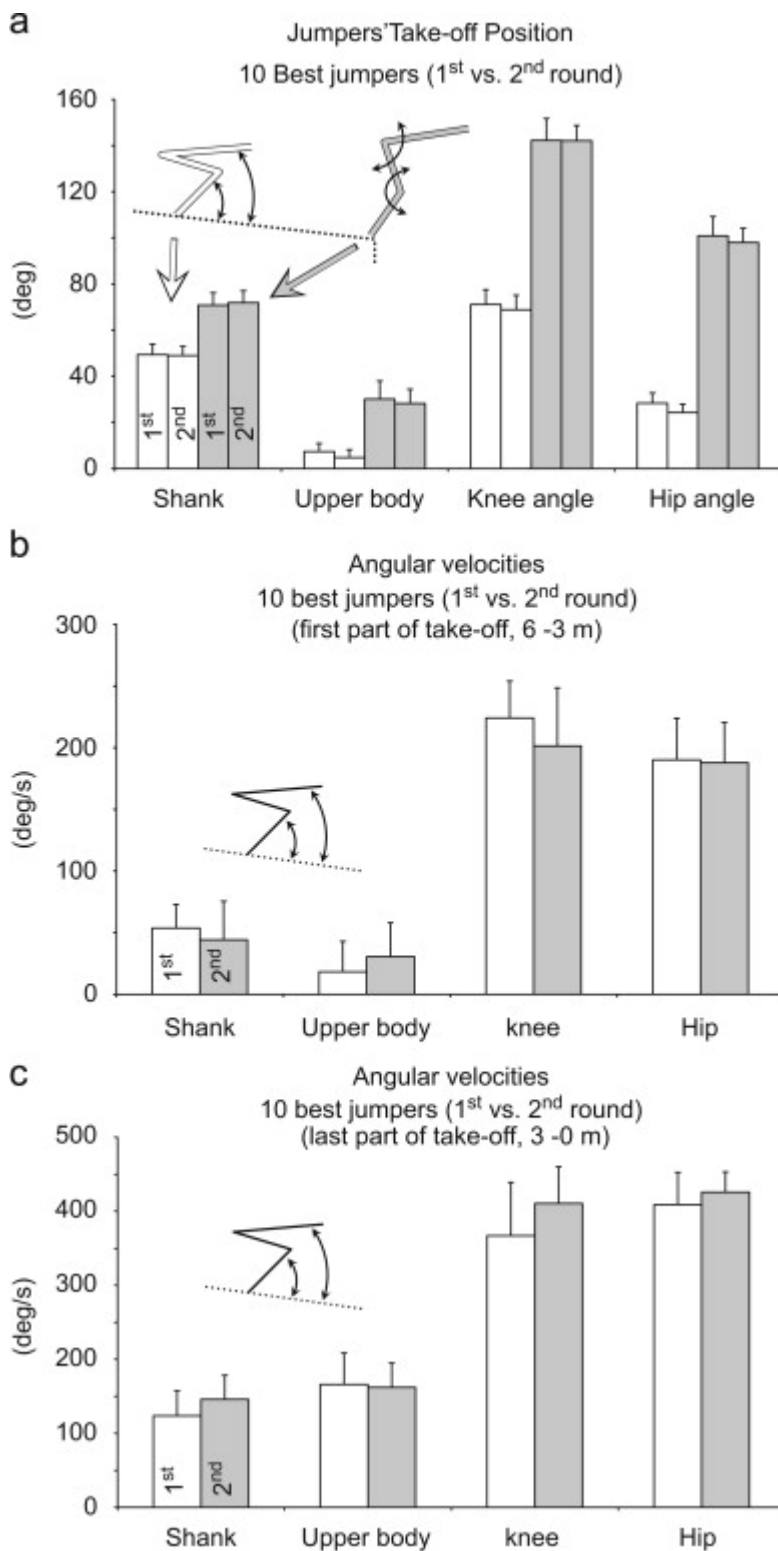 a
Jumpers'Take-off Position
10 Best jumpers (1st vs. 2nd round)
160
120
80
40
0
(deg)
1st
2nd
1st
2nd
Shank
Upper body
Knee angle
Hip angle
b
Angular velocities
10 best jumpers (1st vs. 2nd round)
(first part of take-off, 6 -3 m)
300
200
100
0
(deg/s)
1st
2nd
Shank
Upper body
knee
Hip
c
Angular velocities
10 best jumpers (1st vs. 2nd round)
(last part of take-off, 3 -0 m)
500
400
300
200
100
0
(deg/s)
1st
2nd
Shank
Upper body
knee
Hip